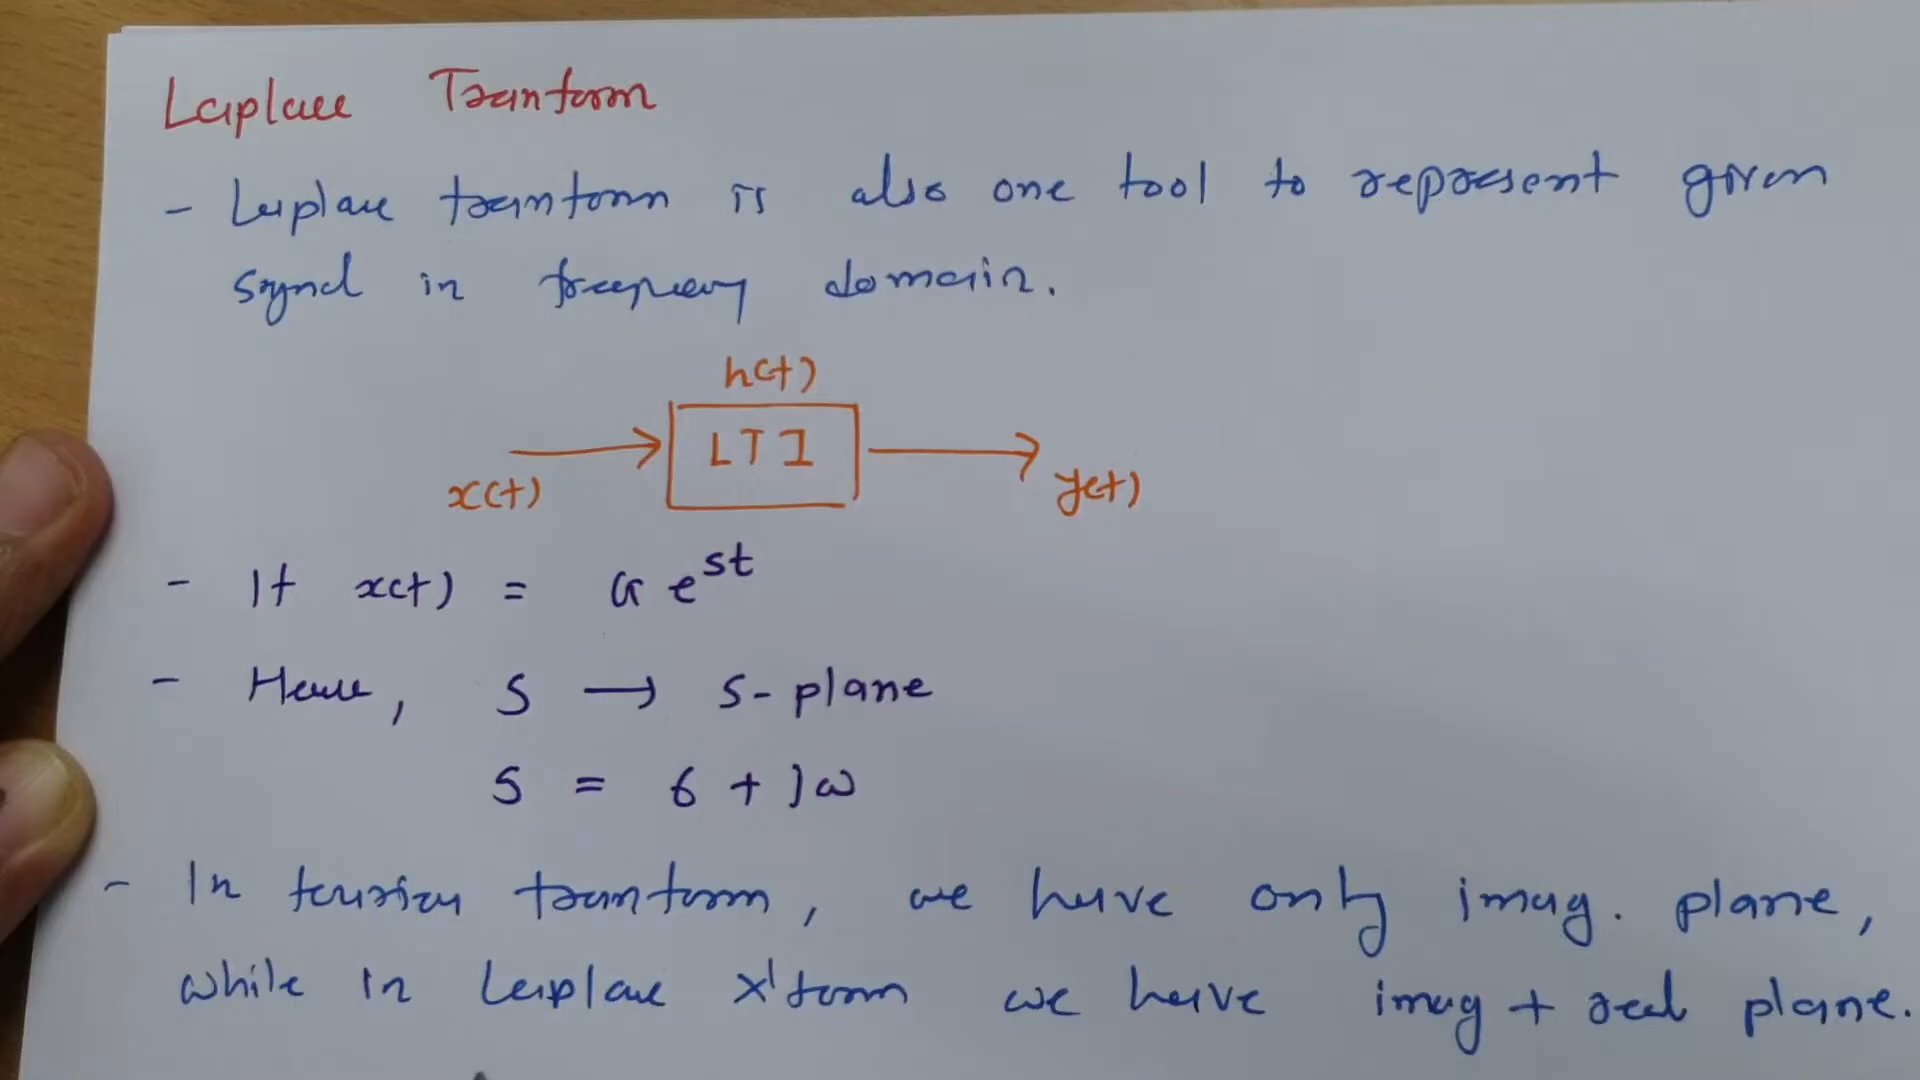 Laplace Transform
- Laplace transform is also one tool to represent given
signal in frequency domain.
h(t)
LTI
x(t)
y(t)
- If x(t) = G e^st
- Here, S → S-plane
S = σ + jω
- In fourier transform, we have only imag. plane,
while in Laplace x'form we have imag + real plane.